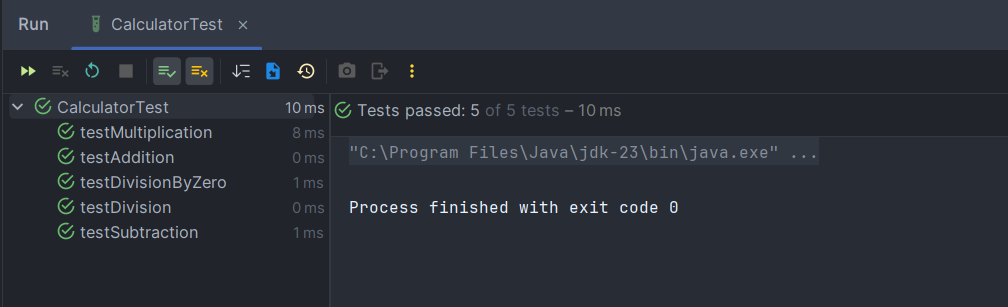 Run CalculatorTest ×
CalculatorTest 10 ms
testMultiplication 8 ms
testAddition 0 ms
testDivisionByZero 1 ms
testDivision 0 ms
testSubtraction 1 ms
Tests passed: 5 of 5 tests – 10 ms
"C:\Program Files\Java\jdk-23\bin\java.exe" ...
Process finished with exit code 0